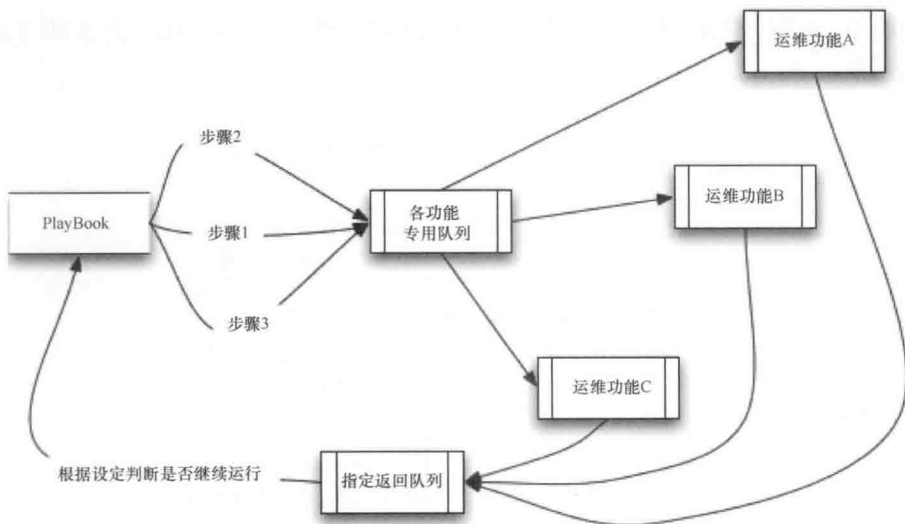 运维功能A
步骤2
运维功能B
PlayBook
步骤1
各功能
专用队列
步骤3
运维功能C
根据设定判断是否继续运行
指定返回队列